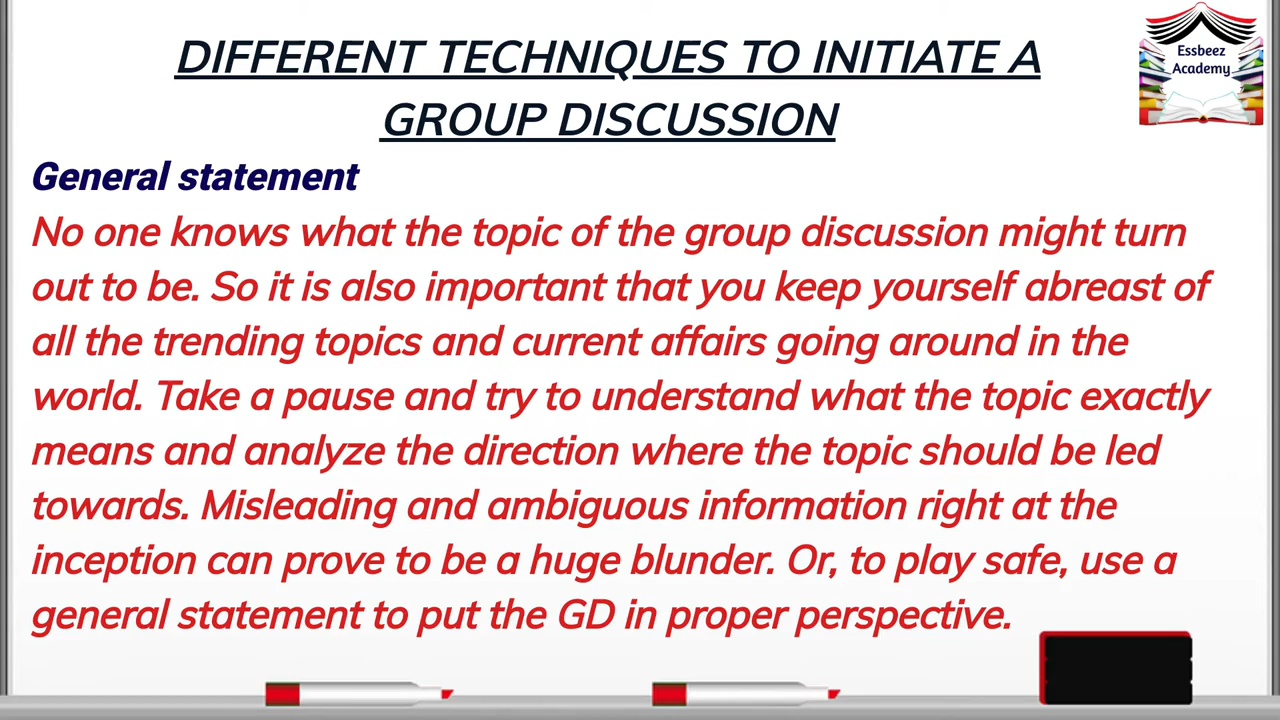 DIFFERENT TECHNIQUES TO INITIATE A
GROUP DISCUSSION
Essbeez
Academy
General statement
No one knows what the topic of the group discussion might turn
out to be. So it is also important that you keep yourself abreast of
all the trending topics and current affairs going around in the
world. Take a pause and try to understand what the topic exactly
means and analyze the direction where the topic should be led
towards. Misleading and ambiguous information right at the
inception can prove to be a huge blunder. Or, to play safe, use a
general statement to put the GD in proper perspective.